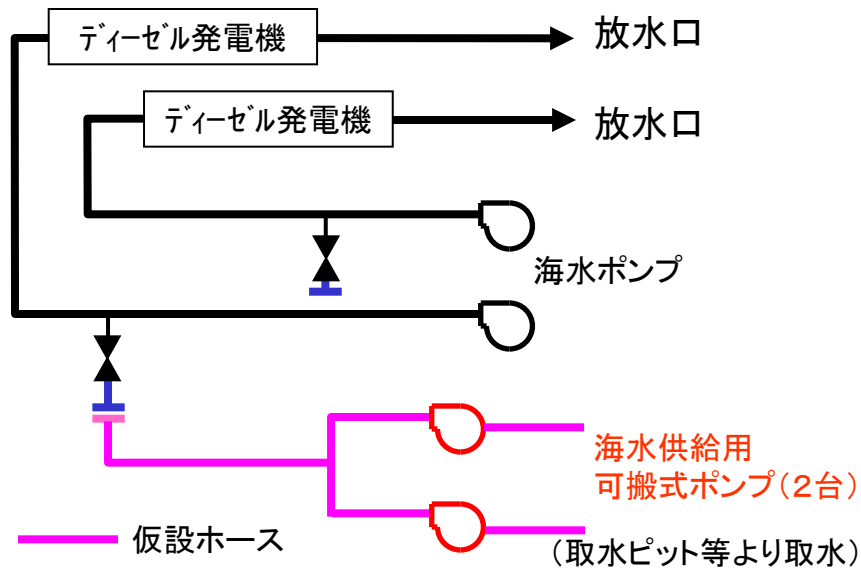 ディーゼル発電機
放水口
ディーゼル発電機
放水口
海水ポンプ
海水供給用
可搬式ポンプ（２台）
仮設ホース
（取水ピット等より取水）